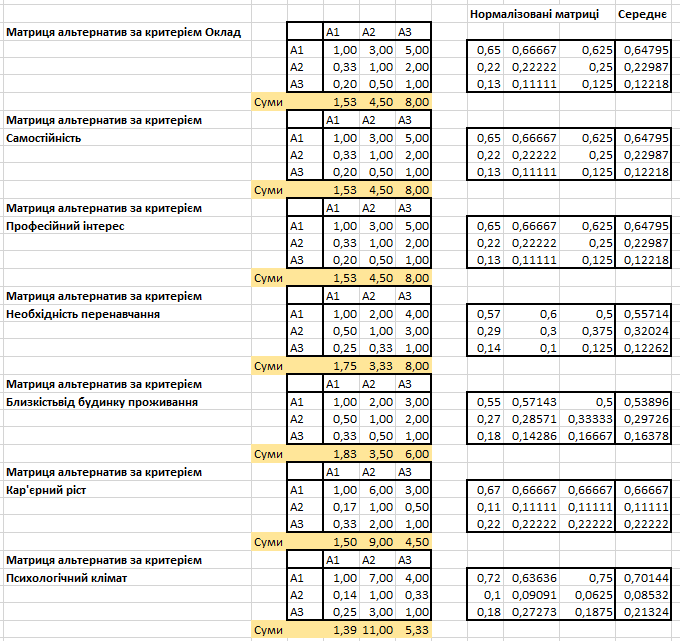 Нормалізовані матриці Середнє
Матриця альтернатив за критерієм Оклад A1 A2 A3
A1 1,00 3,00 5,00 0,65 0,66667 0,625 0,64795
A2 0,33 1,00 2,00 0,22 0,22222 0,25 0,22987
A3 0,20 0,50 1,00 0,13 0,11111 0,125 0,12218
Суми 1,53 4,50 8,00
Матриця альтернатив за критерієм A1 A2 A3
Самостійність A1 1,00 3,00 5,00 0,65 0,66667 0,625 0,64795
A2 0,33 1,00 2,00 0,22 0,22222 0,25 0,22987
A3 0,20 0,50 1,00 0,13 0,11111 0,125 0,12218
Суми 1,53 4,50 8,00
Матриця альтернатив за критерієм A1 A2 A3
Професійний інтерес A1 1,00 3,00 5,00 0,65 0,66667 0,625 0,64795
A2 0,33 1,00 2,00 0,22 0,22222 0,25 0,22987
A3 0,20 0,50 1,00 0,13 0,11111 0,125 0,12218
Суми 1,53 4,50 8,00
Матриця альтернатив за критерієм A1 A2 A3
Необхідність перенавчання A1 1,00 2,00 4,00 0,57 0,6 0,5 0,55714
A2 0,50 1,00 3,00 0,29 0,3 0,375 0,32024
A3 0,25 0,33 1,00 0,14 0,1 0,125 0,12262
Суми 1,75 3,33 8,00
Матриця альтернатив за критерієм A1 A2 A3
Близкістьвід будинку проживання A1 1,00 2,00 3,00 0,55 0,57143 0,5 0,53896
A2 0,50 1,00 2,00 0,27 0,28571 0,33333 0,29726
A3 0,33 0,50 1,00 0,18 0,14286 0,16667 0,16378
Суми 1,83 3,50 6,00
Матриця альтернатив за критерієм A1 A2 A3
Кар'єрний ріст A1 1,00 6,00 3,00 0,67 0,66667 0,66667 0,66667
A2 0,17 1,00 0,50 0,11 0,11111 0,11111 0,11111
A3 0,33 2,00 1,00 0,22 0,22222 0,22222 0,22222
Суми 1,50 9,00 4,50
Матриця альтернатив за критерієм A1 A2 A3
Психологічний клімат A1 1,00 7,00 4,00 0,72 0,63636 0,75 0,70144
A2 0,14 1,00 0,33 0,1 0,09091 0,0625 0,08532
A3 0,25 3,00 1,00 0,18 0,27273 0,1875 0,21324
Суми 1,39 11,00 5,33